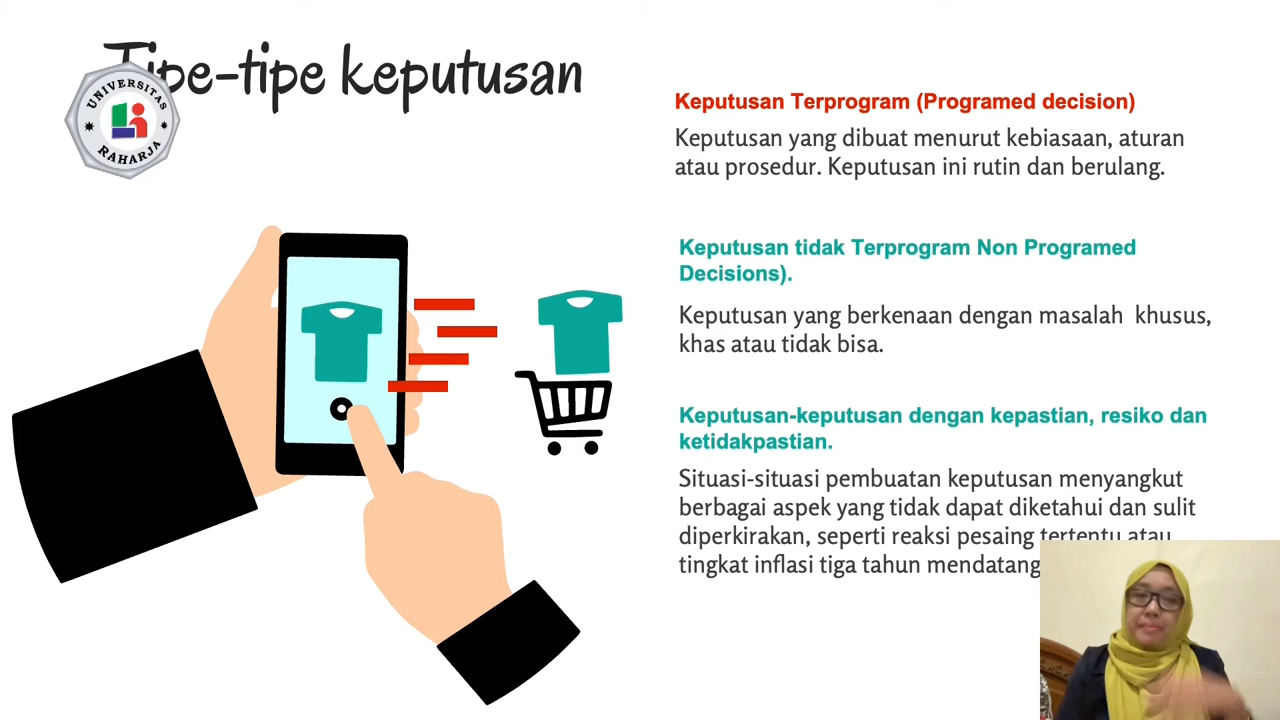 Tipe-tipe keputusan
UNIVERSITAS
RAHARJA
Keputusan Terprogram (Programed decision)
Keputusan yang dibuat menurut kebiasaan, aturan
atau prosedur. Keputusan ini rutin dan berulang.
Keputusan tidak Terprogram Non Programed
Decisions).
Keputusan yang berkenaan dengan masalah khusus,
khas atau tidak bisa.
Keputusan-keputusan dengan kepastian, resiko dan
ketidakpastian.
Situasi-situasi pembuatan keputusan menyangkut
berbagai aspek yang tidak dapat diketahui dan sulit
diperkirakan, seperti reaksi pesaing tertentu atau
tingkat inflasi tiga tahun mendatang